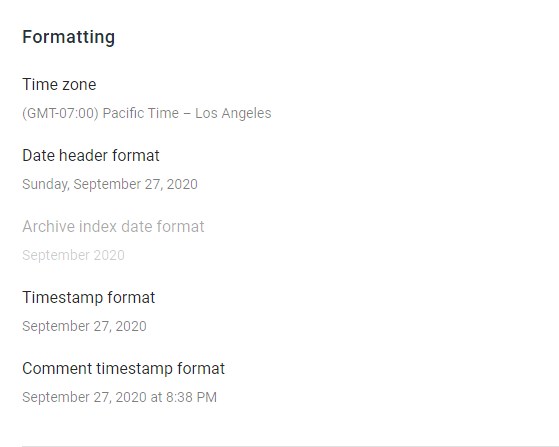 Formatting
Time zone
(GMT-07:00) Pacific Time – Los Angeles
Date header format
Sunday, September 27, 2020
Archive index date format
September 2020
Timestamp format
September 27, 2020
Comment timestamp format
September 27, 2020 at 8:38 PM